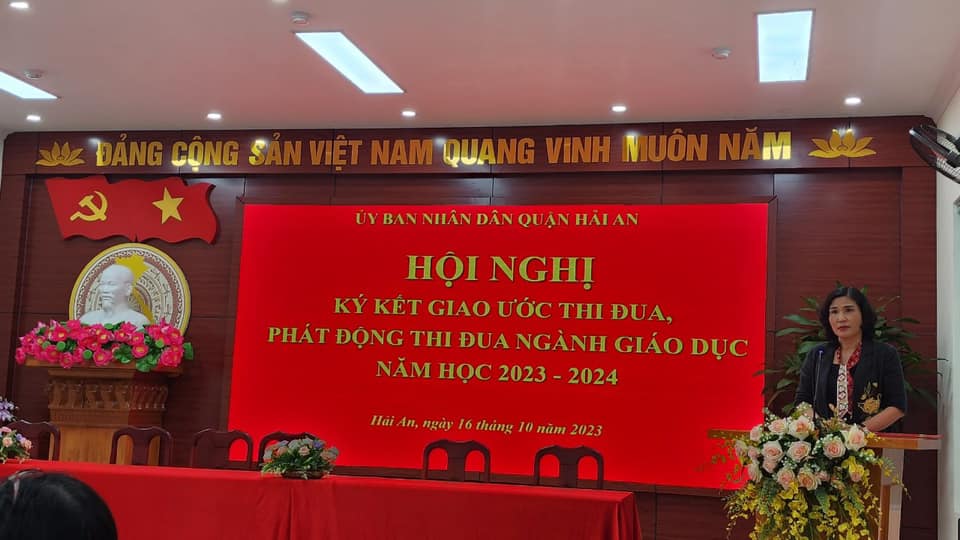 ĐẢNG CỘNG SẢN VIỆT NAM QUANG VINH MUÔN NĂM
ỦY BAN NHÂN DÂN QUẬN HẢI AN
HỘI NGHỊ
KÝ KẾT GIAO ƯỚC THI ĐUA,
PHÁT ĐỘNG THI ĐUA NGÀNH GIÁO DỤC
NĂM HỌC 2023 - 2024
Hải An, ngày 16 tháng 10 năm 2023